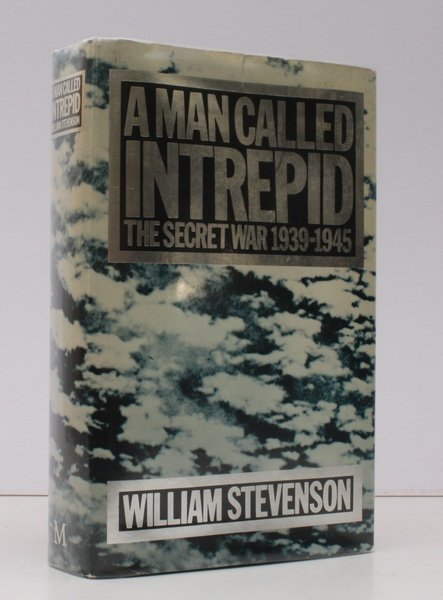 A MAN CALLED
INTREPID
WILLIAM STEVENSON
M
A MAN CALLED
INTREPID
THE SECRET WAR 1939-1945
WILLIAM STEVENSON